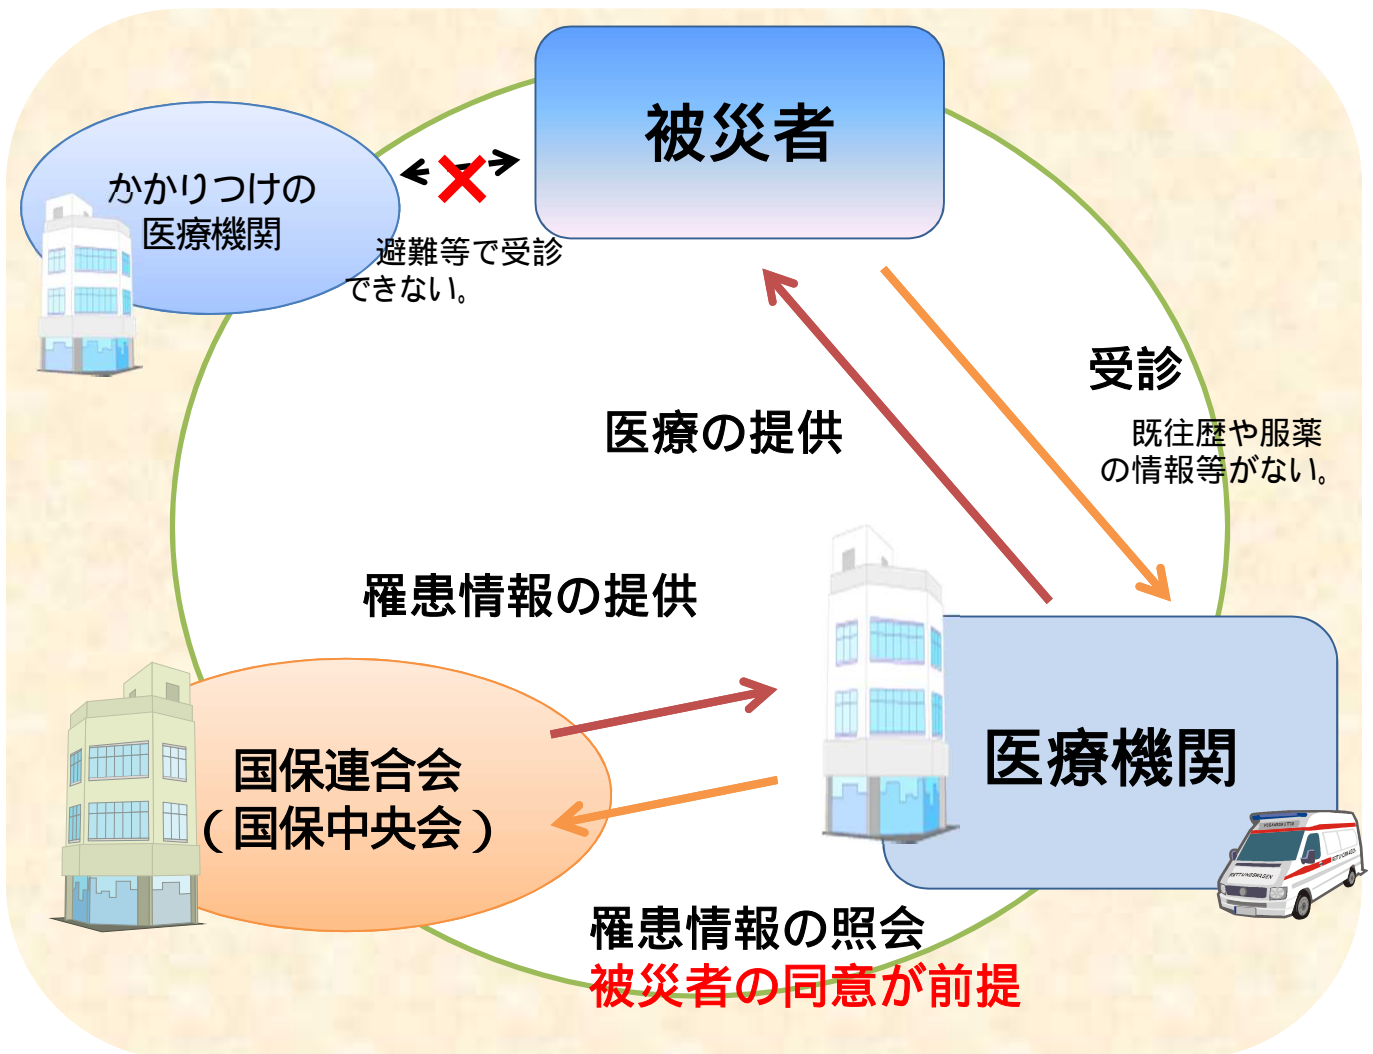 被災者
かかりつけの
医療機関
避難等で受診
できない。
受診
既往歴や服薬
の情報等がない。
医療の提供
罹患情報の提供
国保連合会
（国保中央会）
医療機関
RETTUNGSWAGEN
RETTUNGSWAGEN
罹患情報の照会
被災者の同意が前提